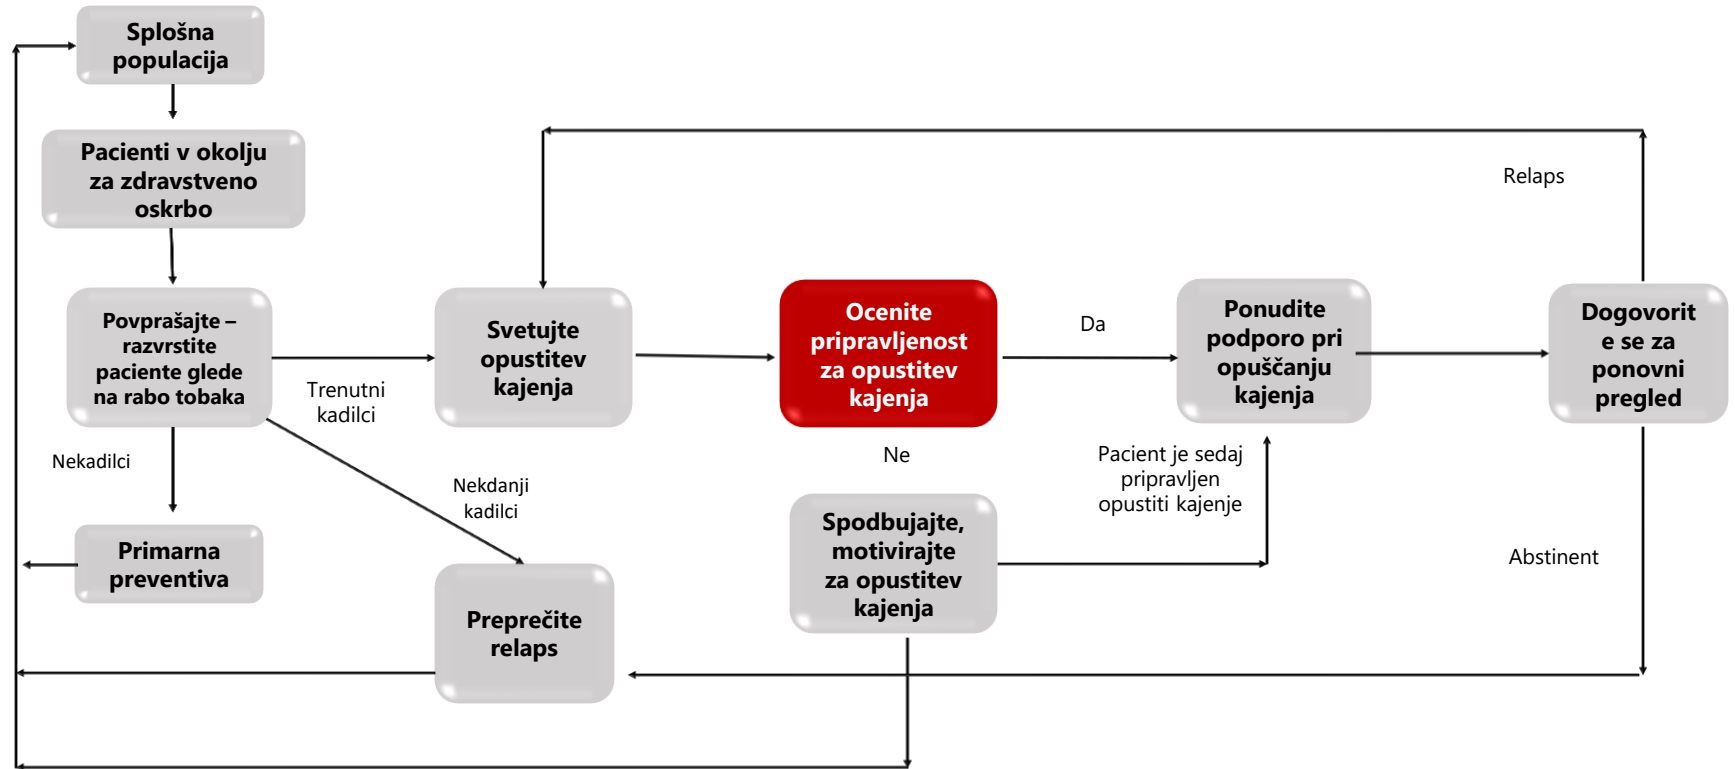 Splošna
populacija
Pacienti v okolju
za zdravstveno
oskrbo
Povprašajte –
razvrstite
paciente glede
na rabo tobaka
Nekadilci
Primarna
preventiva
Trenutni
kadilci
Nekdanji
kadilci
Svetujte
opustitev
kajenja
Preprečite
relaps
Ocenite
pripravljenost
za opustitev
kajenja
Da
Ne
Spodbujajte,
motivirajte
za opustitev
kajenja
Pacient je sedaj
pripravljen
opustiti kajenje
Ponudite
podporo pri
opuščanju
kajenja
Relaps
Dogovorit
e se za
ponovni
pregled
Abstinent